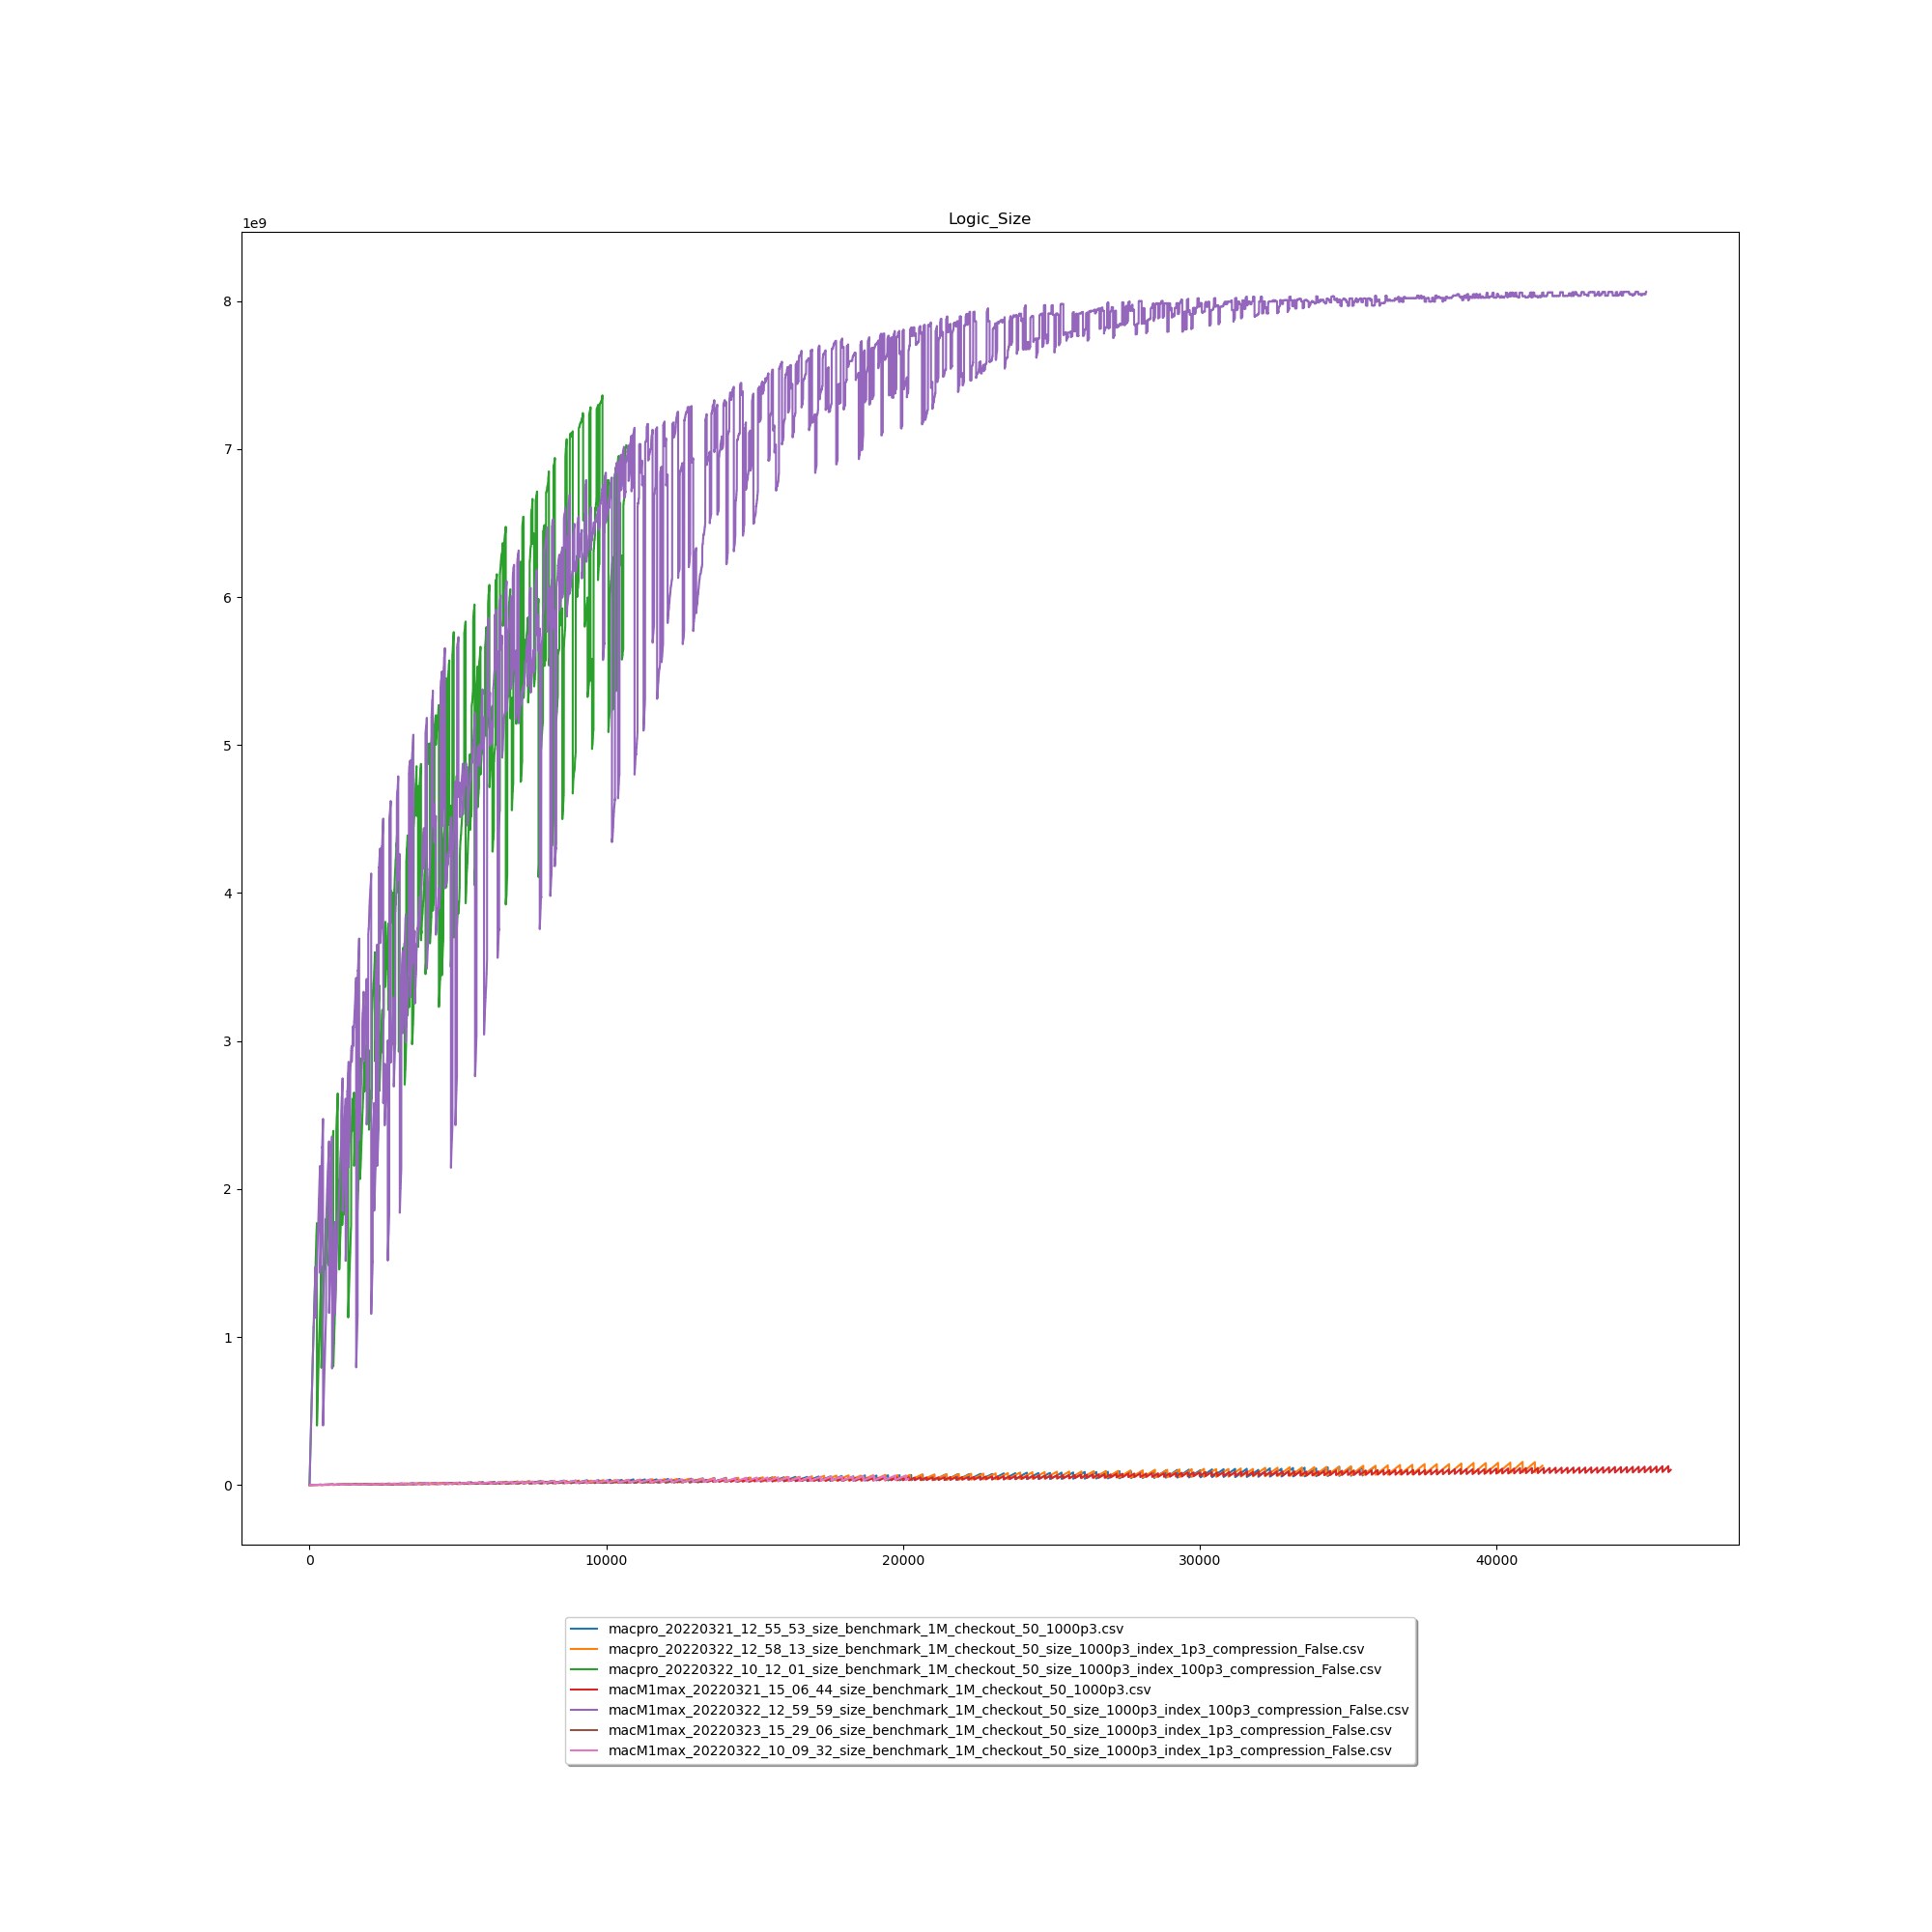 Logic_Size
1e9
8
7
6
5
4
3
2
1
0
0 10000 20000 30000 40000
macpro_20220321_12_55_53_size_benchmark_1M_checkout_50_1000p3.csv
macpro_20220322_12_58_13_size_benchmark_1M_checkout_50_size_1000p3_index_1p3_compression_False.csv
macpro_20220322_10_12_01_size_benchmark_1M_checkout_50_size_1000p3_index_100p3_compression_False.csv
macM1max_20220321_15_06_44_size_benchmark_1M_checkout_50_1000p3.csv
macM1max_20220322_12_59_59_size_benchmark_1M_checkout_50_size_1000p3_index_100p3_compression_False.csv
macM1max_20220323_15_29_06_size_benchmark_1M_checkout_50_size_1000p3_index_1p3_compression_False.csv
macM1max_20220322_10_09_32_size_benchmark_1M_checkout_50_size_1000p3_index_1p3_compression_False.csv